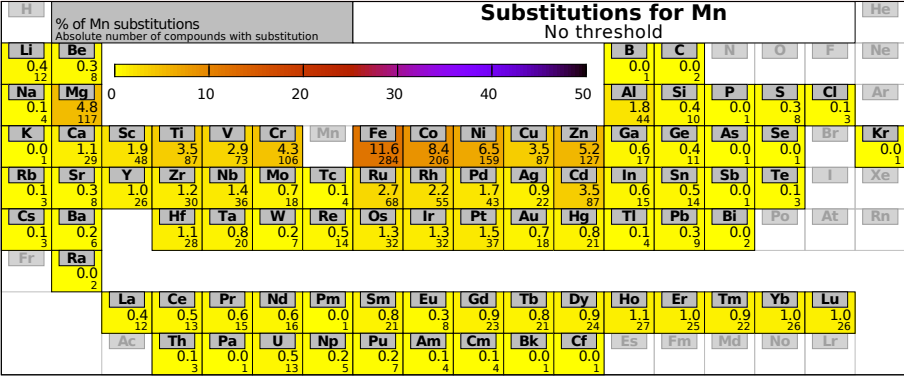 H He
% of Mn substitutions
Absolute number of compounds with substitution
Substitutions for Mn
No threshold
Li Be B C N O F Ne
0.4 0.3 0.0 0.0
12 8 1 2
0 10 20 30 40 50
Na Mg Al Si P S Cl Ar
0.1 4.8 1.8 0.4 0.0 0.3 0.1
4 117 44 10 1 8 3
K Ca Sc Ti V Cr Mn Fe Co Ni Cu Zn Ga Ge As Se Br Kr
0.0 1.1 1.9 3.5 2.9 4.3 11.6 8.4 6.5 3.5 5.2 0.6 0.4 0.0 0.0 0.0
1 29 48 87 73 106 284 206 159 87 127 17 11 1 1 1
Rb Sr Y Zr Nb Mo Tc Ru Rh Pd Ag Cd In Sn Sb Te I Xe
0.1 0.3 1.0 1.2 1.4 0.7 0.1 2.7 2.2 1.7 0.9 3.5 0.6 0.5 0.0 0.1
3 8 26 30 36 18 4 68 55 43 22 87 15 14 1 3
Cs Ba Hf Ta W Re Os Ir Pt Au Hg Tl Pb Bi Po At Rn
0.1 0.2 1.1 0.8 0.2 0.5 1.3 1.3 1.5 0.7 0.8 0.1 0.3 0.0
3 6 28 20 7 14 32 32 37 18 21 4 9 2
Fr Ra
0.0
2
La Ce Pr Nd Pm Sm Eu Gd Tb Dy Ho Er Tm Yb Lu
0.4 0.5 0.6 0.6 0.0 0.8 0.3 0.9 0.8 0.9 1.1 1.0 0.9 1.0 1.0
12 13 15 16 1 21 8 23 21 24 27 25 22 26 26
Ac Th Pa U Np Pu Am Cm Bk Cf Es Fm Md No Lr
0.1 0.0 0.5 0.2 0.2 0.1 0.1 0.0 0.0
3 1 13 5 7 4 4 1 1